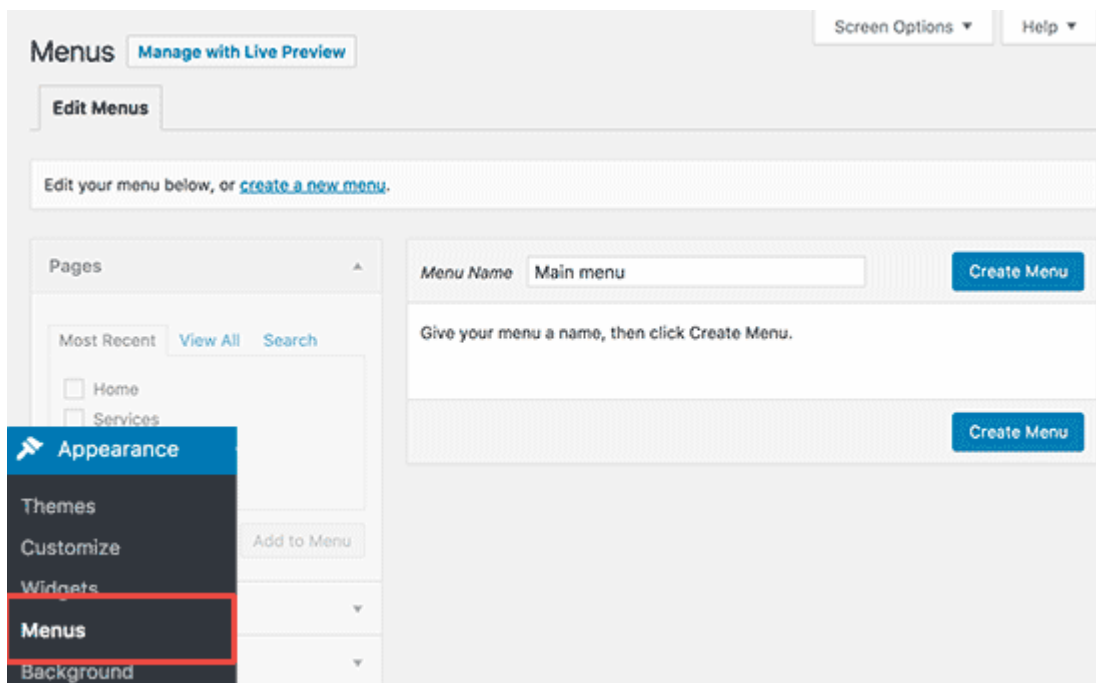 Screen Options ▼ Help ▼
Menus Manage with Live Preview
Edit Menus
Edit your menu below, or create a new menu.
Pages
Menu Name Main menu Create Menu
Most Recent View All Search
Give your menu a name, then click Create Menu.
Home
Services
Create Menu
Appearance
Themes
Customize
Add to Menu
Widgets
Menus
Background